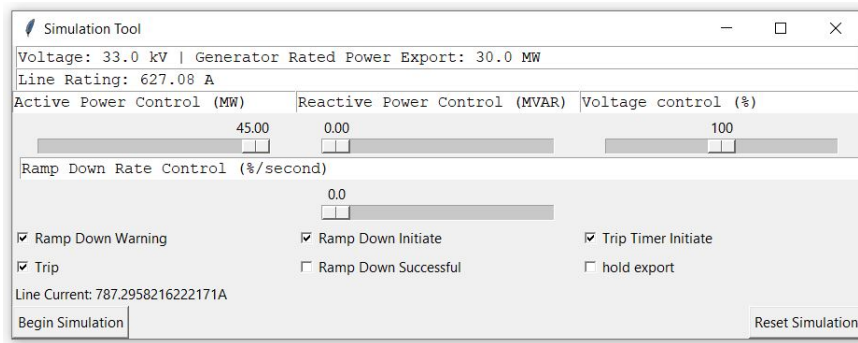 Simulation Tool
Voltage: 33.0 kV | Generator Rated Power Export: 30.0 MW
Line Rating: 627.08 A
Active Power Control (MW) Reactive Power Control (MVAR) Voltage control (%)
45.00 0.00 100
Ramp Down Rate Control (%/second)
0.0
Ramp Down Warning Ramp Down Initiate Trip Timer Initiate
Trip Ramp Down Successful hold export
Line Current: 787.2958216222171A
Begin Simulation Reset Simulation